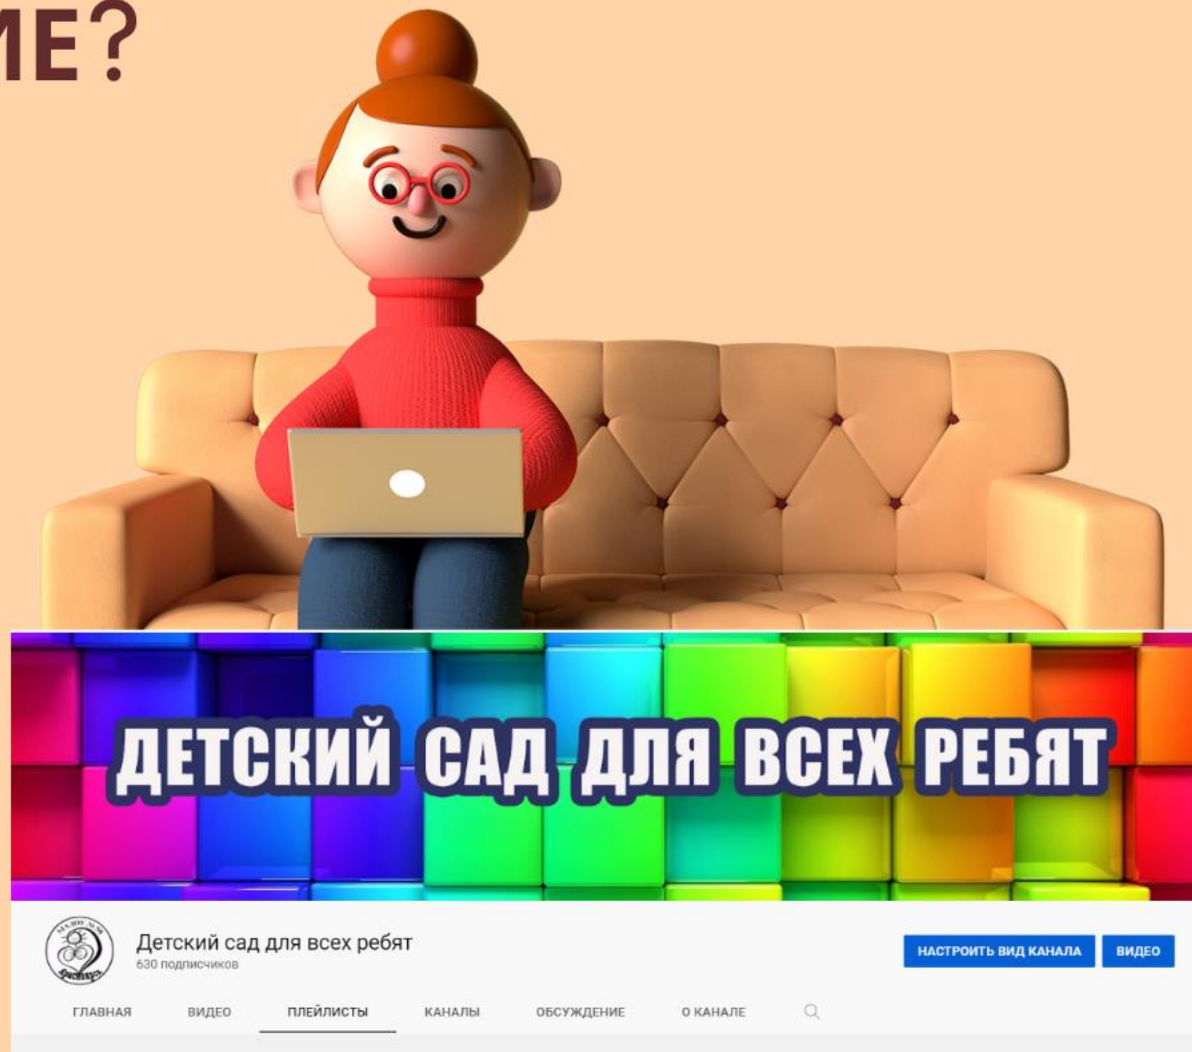 ИЕ?
ДЕТСКИЙ САД ДЛЯ ВСЕХ РЕБЯТ
Детский сад для всех ребят
630 подписчиков
НАСТРОИТЬ ВИД КАНАЛА
ВИДЕО
ГЛАВНАЯ ВИДЕО ПЛЕЙЛИСТЫ КАНАЛЫ ОБСУЖДЕНИЕ О КАНАЛЕ